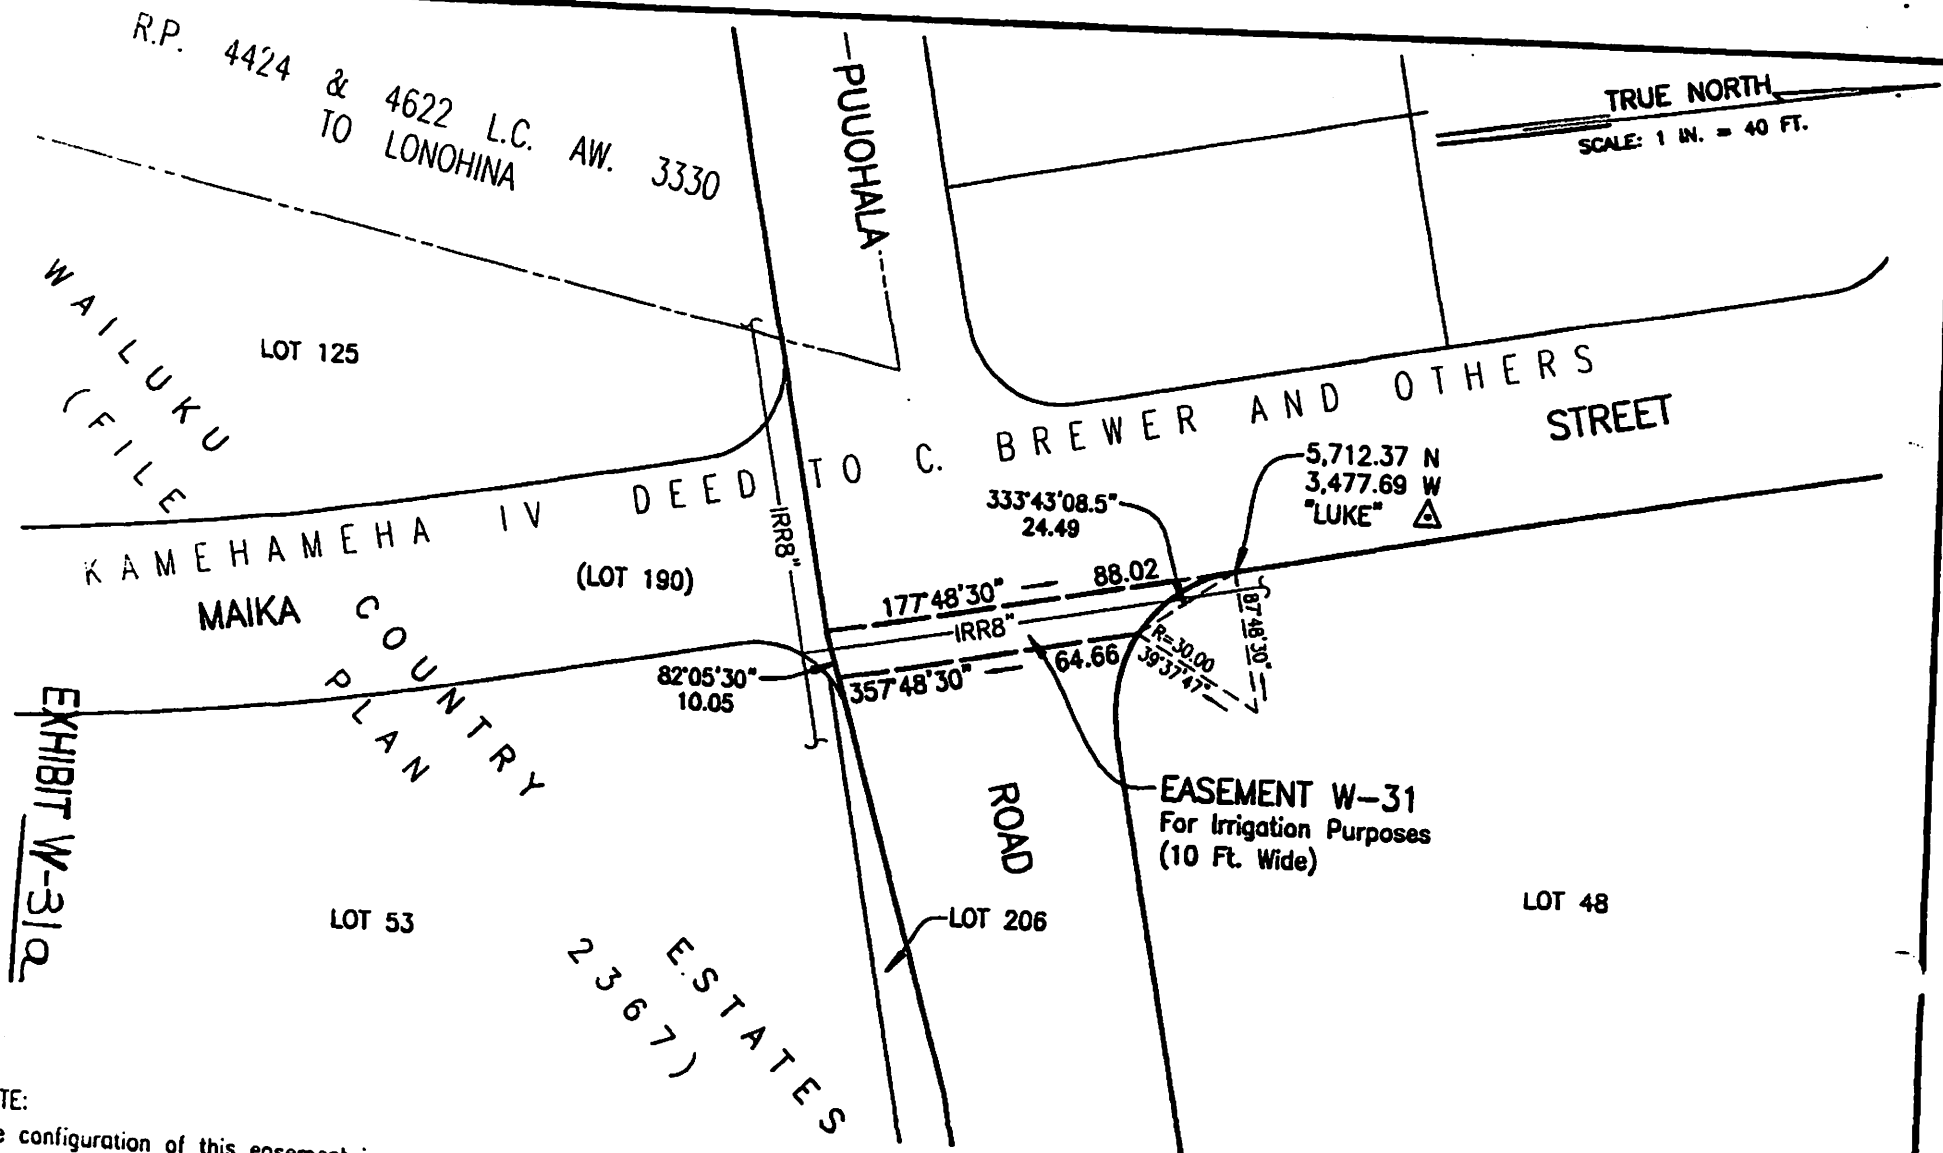 R.P. 4424 & 4622 L.C. AW. 3330
TO LONOHINA
PUUOHALA
TRUE NORTH
SCALE: 1 IN. = 40 FT.
WAILUKU
(FILE
LOT 125
KAMEHAMEHA IV DEED TO C. BREWER AND OTHERS
STREET
5,712.37 N
3,477.69 W
"LUKE"
333°43'08.5"
24.49
IRR8"
(LOT 190)
MAIKA
COUNTRY
PLAN
177°48'30" 88.02
IRR8"
87°48'30"
R=30.00
39°37'47"
82°05'30"
10.05
357°48'30" 64.66
EXHIBIT W-31a
ROAD
EASEMENT W-31
For Irrigation Purposes
(10 Ft. Wide)
LOT 53
LOT 206
LOT 48
ESTATES
2367)
TE:
configuration of this easement